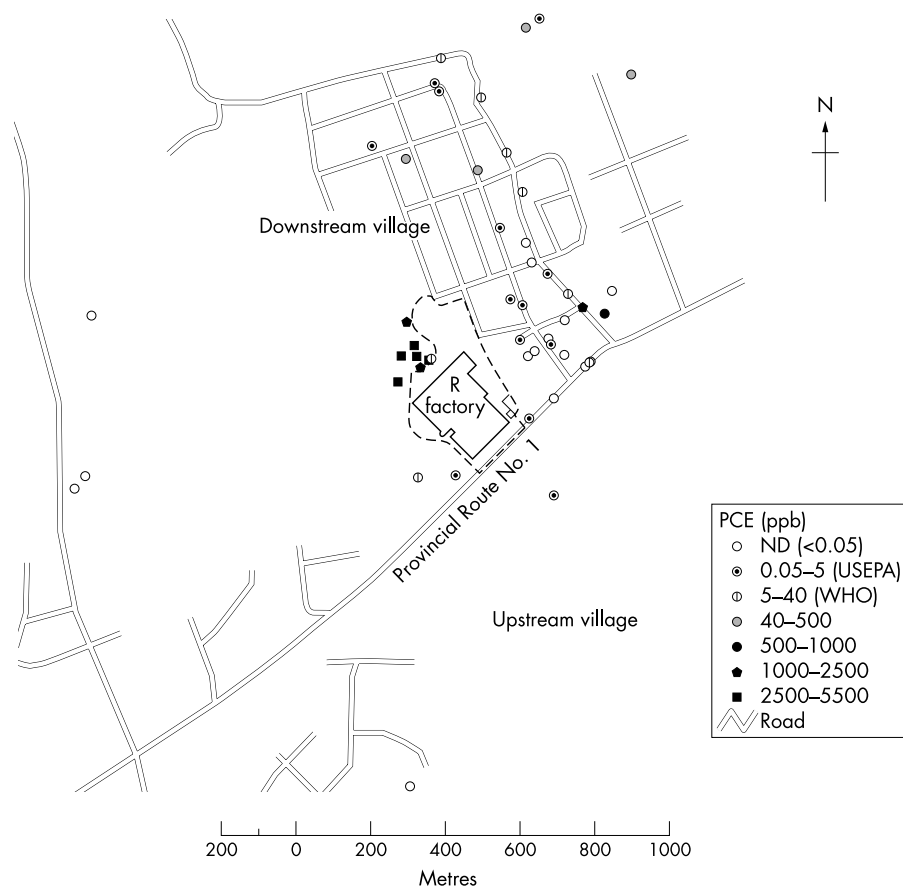 N
Downstream village
R
factory
Provincial Route No. 1
Upstream village
PCE (ppb)
ND (<0.05)
0.05–5 (USEPA)
5–40 (WHO)
40–500
500–1000
1000–2500
2500–5500
Road
200 0 200 400 600 800 1000
Metres